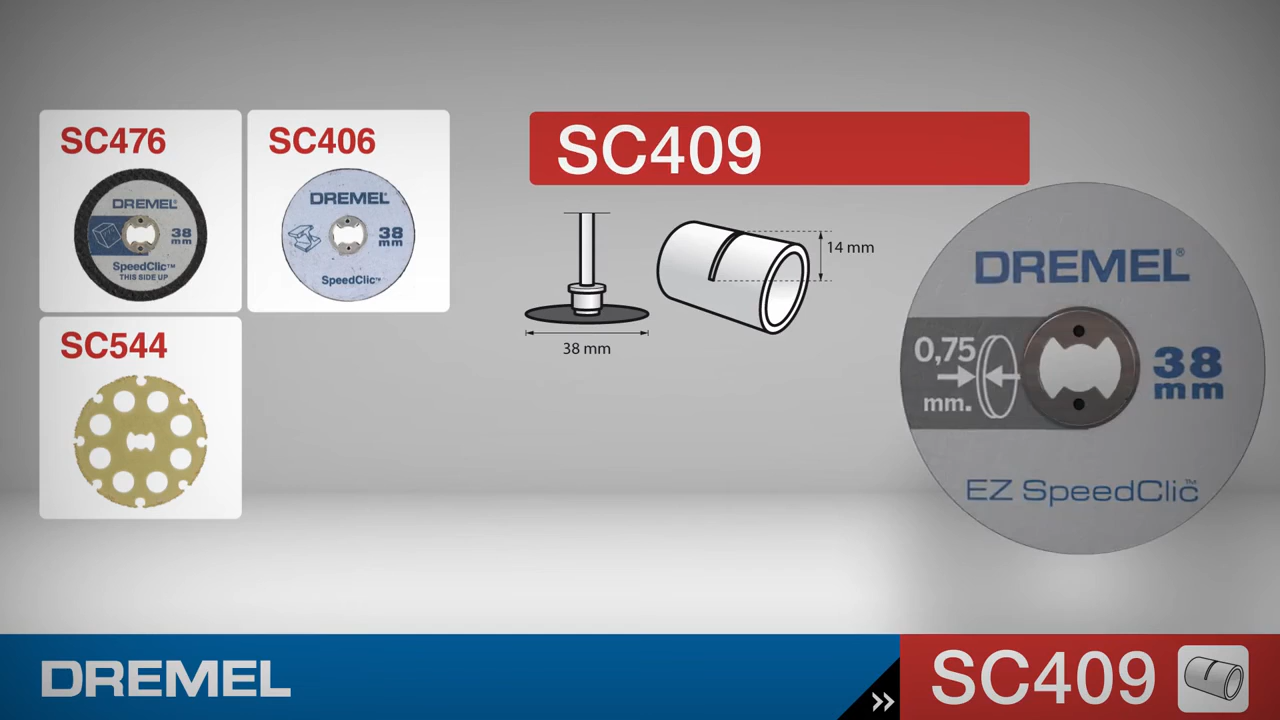 SC476
DREMEL
38
mm
SpeedClic™
THIS SIDE UP
SC406
DREMEL®
38
mm
SpeedClic™
SC544
SC409
38 mm
14 mm
DREMEL®
0,75
mm.
38
mm
EZ SpeedClic™
DREMEL
SC409